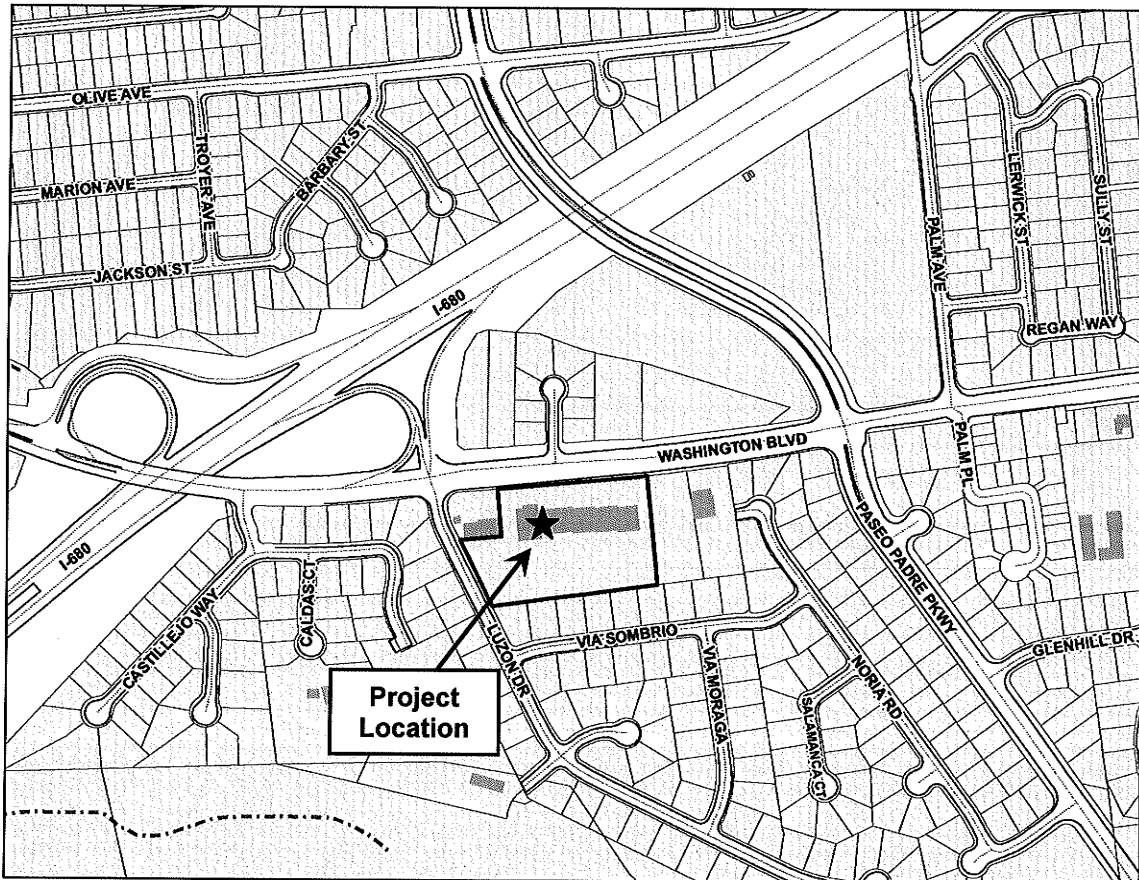 OLIVE AVE
TROYER AVE
BARBARY ST
MARION AVE
JACKSON ST
I-680
PALM AVE
LERWICK ST
SULLY ST
REGAN WAY
WASHINGTON BLVD
PALM PL
I-680
CASTILLEJO WAY
CALDAS CT
LUZON DR
VIA SOMBRIO
VIA MORAGA
PASEO PADRE PKWY
NORIA RD
SALAMANCA CT
GLENHILL DR
Project
Location